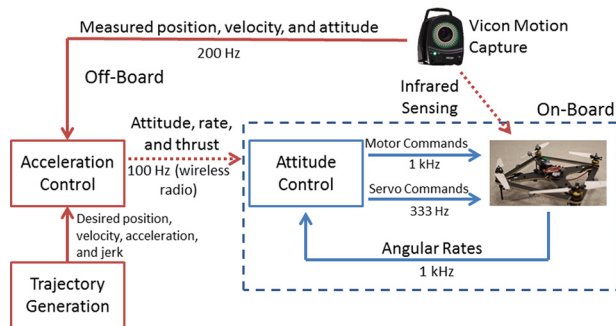 Measured position, velocity, and attitude
200 Hz
Vicon Motion
Capture
Off-Board
Infrared
Sensing
On-Board
Attitude, rate,
and thrust
100 Hz (wireless
radio)
Acceleration
Control
Attitude
Control
Motor Commands
1 kHz
Servo Commands
333 Hz
Desired position,
velocity, acceleration,
and jerk
Angular Rates
1 kHz
Trajectory
Generation